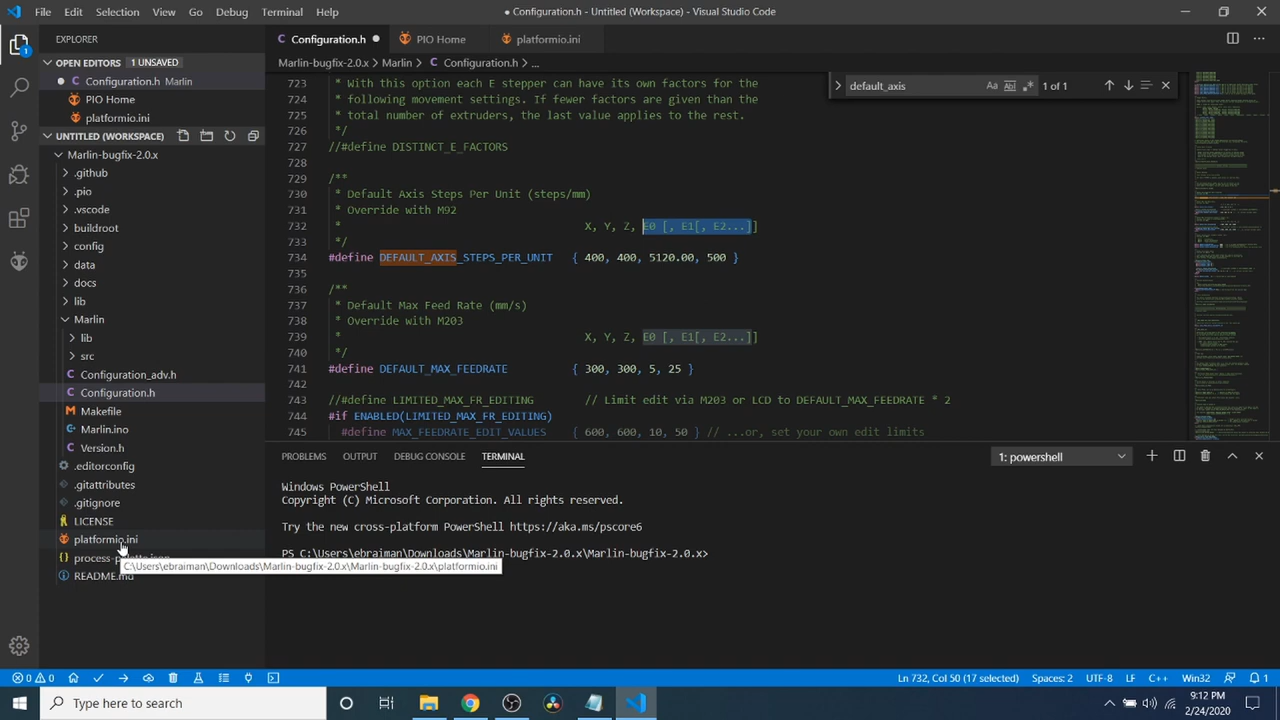 File Edit Selection View Go Debug Terminal Help
● Configuration.h - Untitled (Workspace) - Visual Studio Code
EXPLORER
OPEN EDITORS 1 UNSAVED
● C Configuration.h Marlin
PIO Home
platformio.ini
UNTITLED (WORKSPACE)
Marlin-bugfix-2.0.x
.github
.pio
.vscode
buildroot
config
data
docs
lib
Marlin
lib
src
C Configuration_adv.h
C Configuration.h
M Makefile
Marlin.ino
C Version.h
.editorconfig
.gitattributes
.gitignore
LICENSE
platformio.ini
README.md
C:\Users\ebraiman\Downloads\Marlin-bugfix-2.0.x\Marlin-bugfix-2.0.x\platformio.ini
C Configuration.h ● PIO Home platformio.ini
Marlin-bugfix-2.0.x > Marlin > C Configuration.h > ...
default_axis Aa Abl .* 1 of 1
723 * With this option each E stepper can have its own factors for the
724 * following movement settings. If fewer factors are given than the
725 * total number of extruders, the last value applies to the rest.
726 */
727 //#define DISTINCT_E_FACTORS
728
729 /**
730 * Default Axis Steps Per Unit (steps/mm)
731 * Override with M92
732 * X, Y, Z, E0 [, E1[, E2...]]
733 */
734 #define DEFAULT_AXIS_STEPS_PER_UNIT { 400, 400, 5120.00, 500 }
735
736 /**
737 * Default Max Feed Rate (mm/s)
738 * Override with M203
739 * X, Y, Z, E0 [, E1[, E2...]]
740 */
741 #define DEFAULT_MAX_FEEDRATE { 300, 300, 5, 25 }
742
743 //#define LIMITED_MAX_FR_EDITING // Limit edit via M203 or LCD to DEFAULT_MAX_FEEDRATE * 2
744 #if ENABLED(LIMITED_MAX_FR_EDITING)
745 #define MAX_FEEDRATE_EDIT 600, 10, 50 } // ...or, set your own edit limits
PROBLEMS OUTPUT DEBUG CONSOLE TERMINAL
1: powershell
Windows PowerShell
Copyright (C) Microsoft Corporation. All rights reserved.
Try the new cross-platform PowerShell https://aka.ms/pscore6
PS C:\Users\ebraiman\Downloads\Marlin-bugfix-2.0.x\Marlin-bugfix-2.0.x>
0 0
Ln 732, Col 50 (17 selected) Spaces: 2 UTF-8 LF C++ Win32 1
Type here to search
9:12 PM
2/24/2020